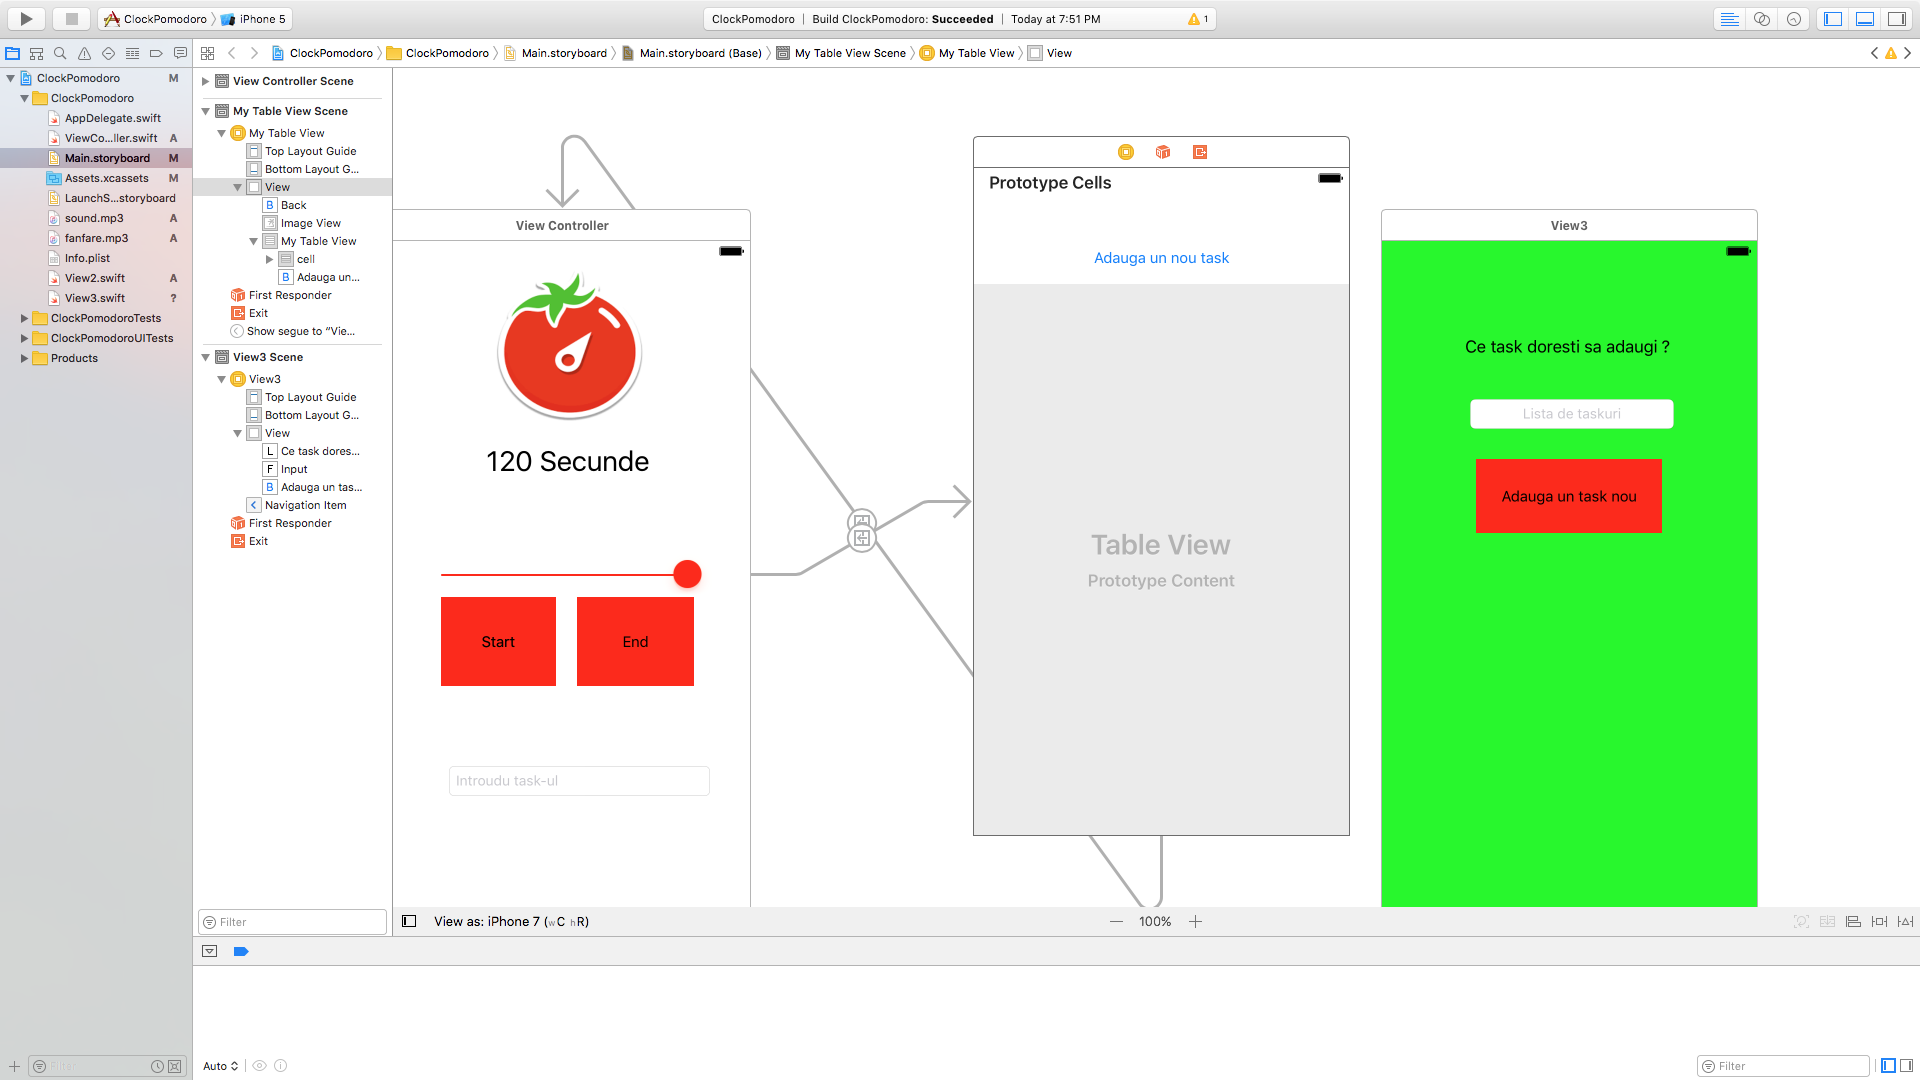 ClockPomodoro
iPhone 5
ClockPomodoro | Build ClockPomodoro: Succeeded | Today at 7:51 PM
1
ClockPomodoro
ClockPomodoro
Main.storyboard
Main.storyboard (Base)
My Table View Scene
My Table View
View
ClockPomodoro M
ClockPomodoro
AppDelegate.swift
ViewCo...ller.swift A
Main.storyboard M
Assets.xcassets M
LaunchS...storyboard
sound.mp3 A
fanfare.mp3 A
Info.plist
View2.swift A
View3.swift ?
ClockPomodoroTests
ClockPomodoroUITests
Products
Filter
View Controller Scene
My Table View Scene
My Table View
Top Layout Guide
Bottom Layout G...
View
B Back
Image View
My Table View
cell
B Adauga un...
First Responder
Exit
Show segue to “Vie...
View3 Scene
View3
Top Layout Guide
Bottom Layout G...
View
L Ce task dores...
F Input
B Adauga un tas...
Navigation Item
First Responder
Exit
Filter
View Controller
120 Secunde
Start
End
Introudu task-ul
Prototype Cells
Adauga un nou task
Table View
Prototype Content
View3
Ce task doresti sa adaugi ?
Lista de taskuri
Adauga un task nou
View as: iPhone 7 (wC hR)
100%
Auto
Filter